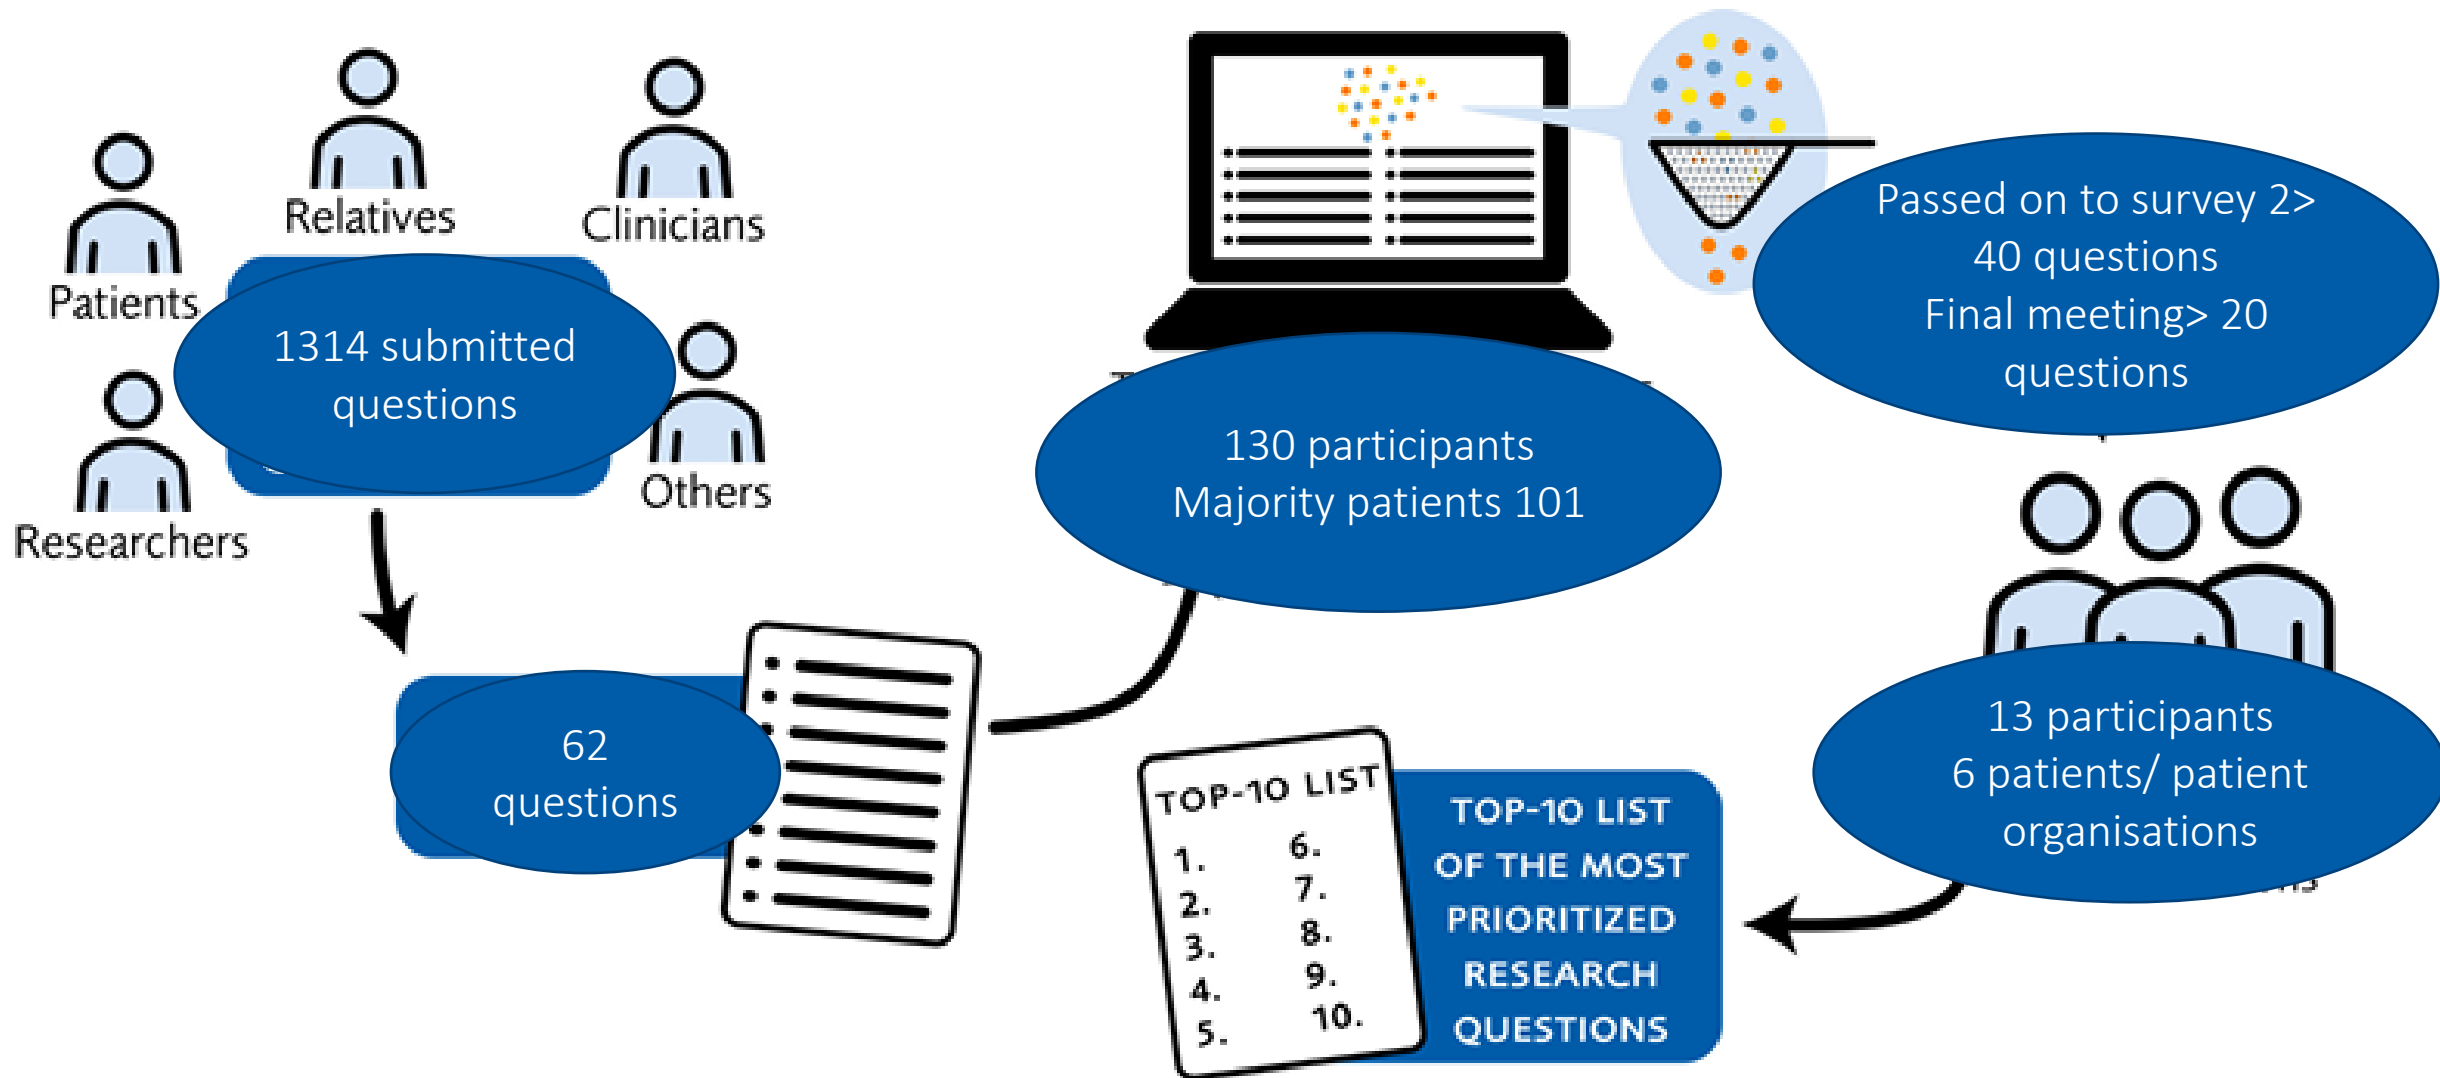 Relatives
Clinicians
Patients
1314 submitted
questions
Researchers
Others
62
questions
130 participants
Majority patients 101
Passed on to survey 2>
40 questions
Final meeting> 20
questions
13 participants
6 patients/ patient
organisations
TOP-10 LIST
1.
2.
3.
4.
5.
6.
7.
8.
9.
10.
TOP-10 LIST
OF THE MOST
PRIORITIZED
RESEARCH
QUESTIONS